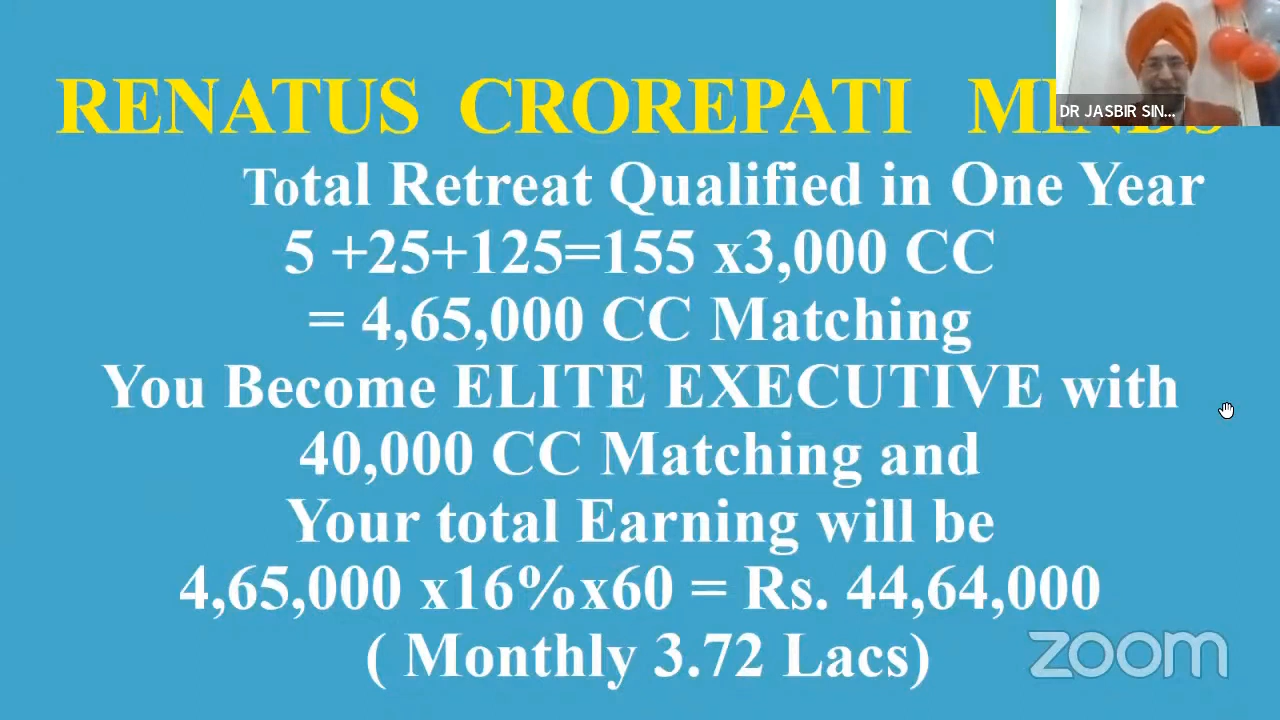 RENATUS CROREPATI MINDS
DR JASBIR SIN...
Total Retreat Qualified in One Year
5 +25+125=155 x3,000 CC
= 4,65,000 CC Matching
You Become ELITE EXECUTIVE with
40,000 CC Matching and
Your total Earning will be
4,65,000 x16%x60 = Rs. 44,64,000
( Monthly 3.72 Lacs)
zoom